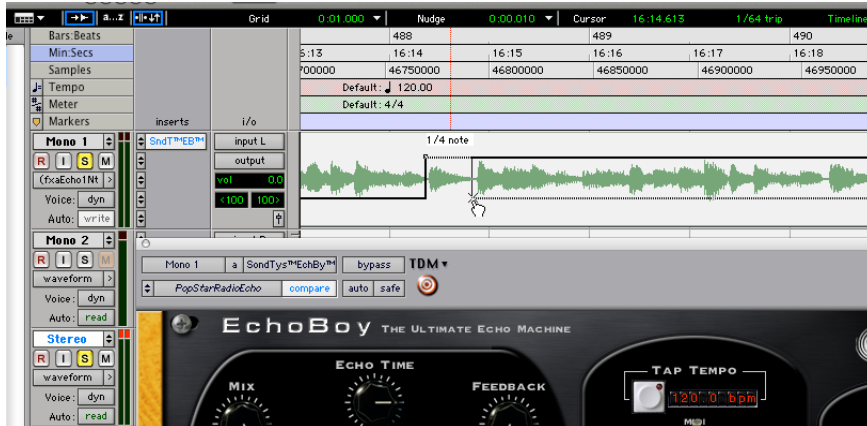 a...z Grid 0:01.000 Nudge 0:00.010 Cursor 16:14.613 1/64 trip Timeline
Bars:Beats 488 489 490
Min:Secs 6:13 16:14 16:15 16:16 16:17 16:18
Samples 700000 46750000 46800000 46850000 46900000 46950000
Tempo Default: 120.00
Meter Default: 4/4
Markers inserts i/o
Mono 1 SndT™EB™ input L 1/4 note
R I S M output
(fxaEcho1Nt vol 0.0
Voice: dyn <100 100>
Auto: write
Mono 2
R I S M Mono 1 a SondTys™EchBy™ bypass TDM
waveform PopStarRadioEcho compare auto safe
Voice: dyn
Auto: read
Stereo EchoBoy The Ultimate Echo Machine
R I S M Echo Time Tap Tempo
waveform Mix Feedback
Voice: dyn 120.0 bpm
Auto: read MIDI